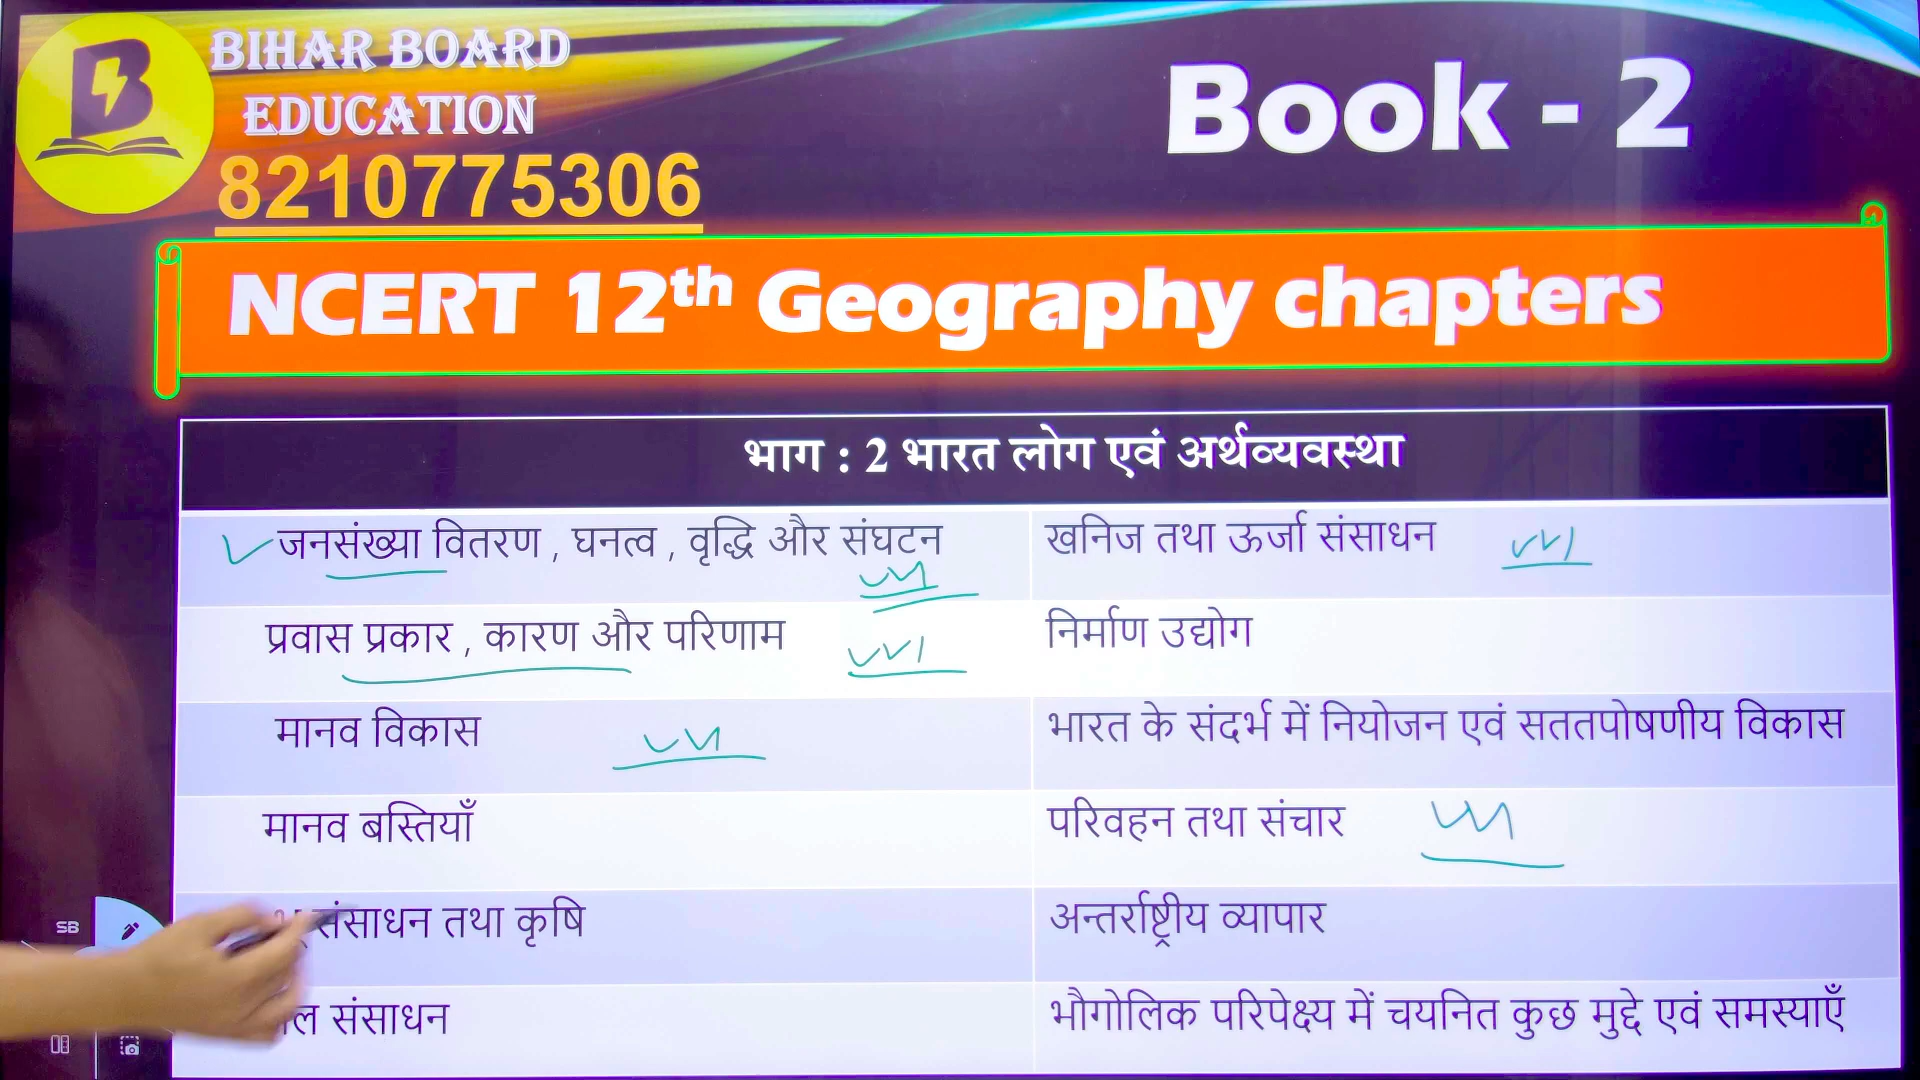 BIHAR BOARD
EDUCATION
8210775306
Book - 2
NCERT 12th Geography chapters
भाग : 2 भारत लोग एवं अर्थव्यवस्था
जनसंख्या वितरण , घनत्व , वृद्धि और संघटन
खनिज तथा ऊर्जा संसाधन
प्रवास प्रकार , कारण और परिणाम
निर्माण उद्योग
मानव विकास
भारत के संदर्भ में नियोजन एवं सततपोषणीय विकास
मानव बस्तियाँ
परिवहन तथा संचार
संसाधन तथा कृषि
अन्तर्राष्ट्रीय व्यापार
संसाधन
भौगोलिक परिपेक्ष्य में चयनित कुछ मुद्दे एवं समस्याएँ
SB